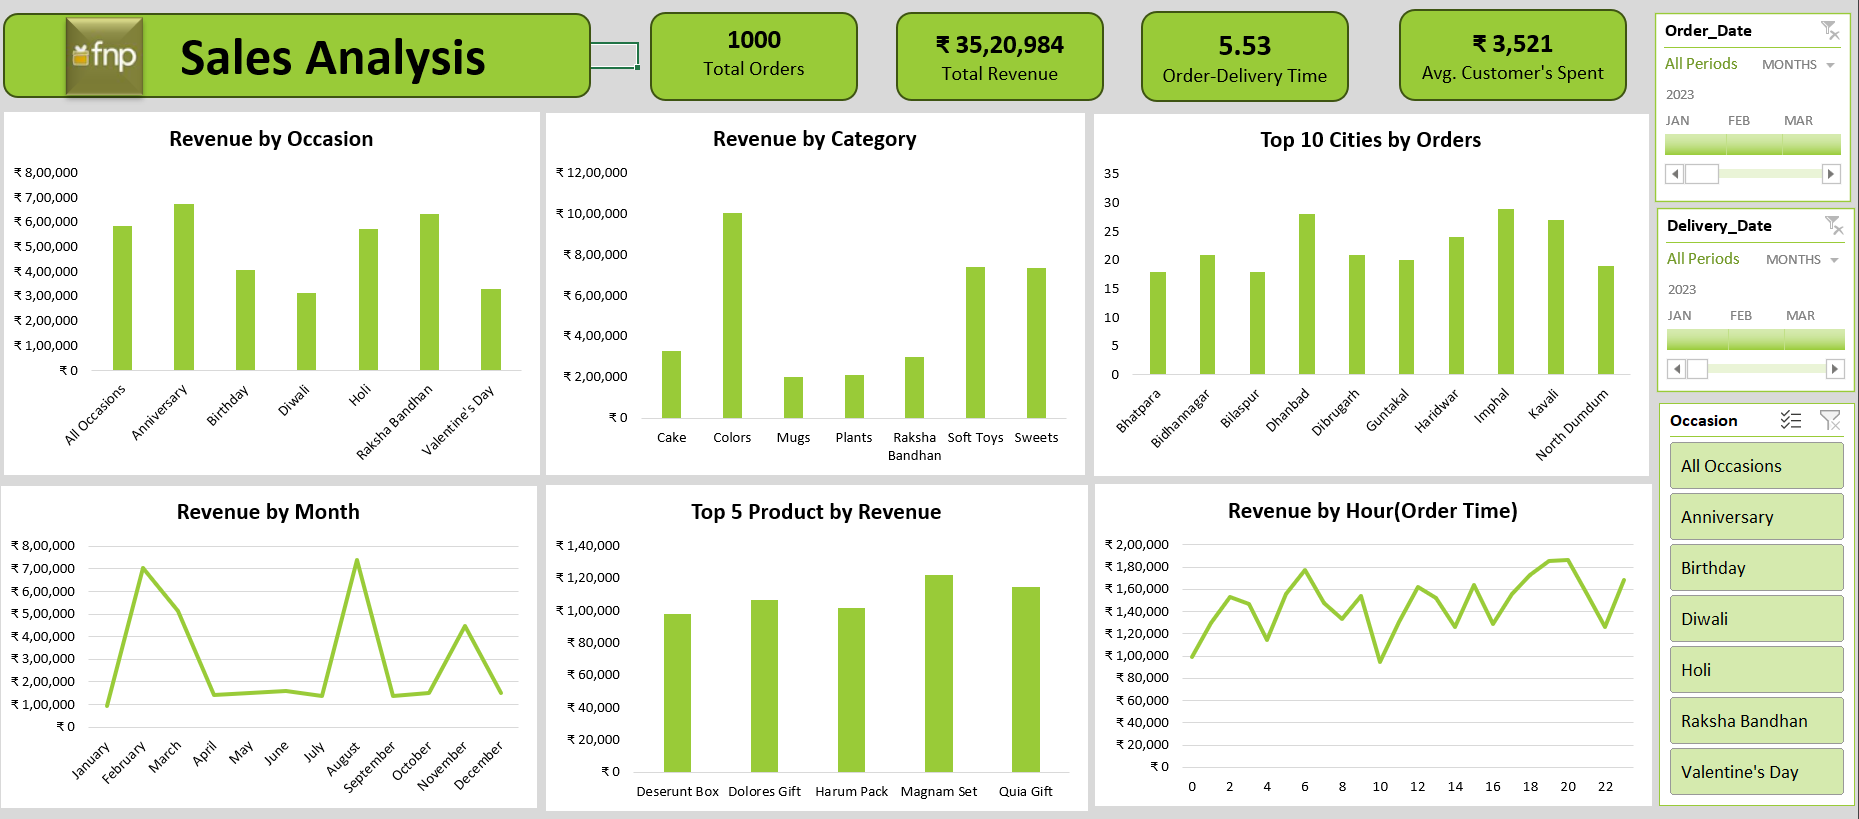 fnp
Sales Analysis
1000
Total Orders
₹ 35,20,984
Total Revenue
5.53
Order-Delivery Time
₹ 3,521
Avg. Customer's Spent
Revenue by Occasion
₹ 8,00,000
₹ 7,00,000
₹ 6,00,000
₹ 5,00,000
₹ 4,00,000
₹ 3,00,000
₹ 2,00,000
₹ 1,00,000
₹ 0
All Occasions
Anniversary
Birthday
Diwali
Holi
Raksha Bandhan
Valentine's Day
Revenue by Category
₹ 12,00,000
₹ 10,00,000
₹ 8,00,000
₹ 6,00,000
₹ 4,00,000
₹ 2,00,000
₹ 0
Cake
Colors
Mugs
Plants
Raksha
Bandhan
Soft Toys
Sweets
Top 10 Cities by Orders
35
30
25
20
15
10
5
0
Bhatpara
Bidhannagar
Bilaspur
Dhanbad
Dibrugarh
Guntakal
Haridwar
Imphal
Kavali
North Dumdum
Order_Date
All Periods MONTHS
2023
JAN FEB MAR
Delivery_Date
All Periods MONTHS
2023
JAN FEB MAR
Occasion
All Occasions
Anniversary
Birthday
Diwali
Holi
Raksha Bandhan
Valentine's Day
Revenue by Month
₹ 8,00,000
₹ 7,00,000
₹ 6,00,000
₹ 5,00,000
₹ 4,00,000
₹ 3,00,000
₹ 2,00,000
₹ 1,00,000
₹ 0
January
February
March
April
May
June
July
August
September
October
November
December
Top 5 Product by Revenue
₹ 1,40,000
₹ 1,20,000
₹ 1,00,000
₹ 80,000
₹ 60,000
₹ 40,000
₹ 20,000
₹ 0
Deserunt Box Dolores Gift Harum Pack Magnam Set Quia Gift
Revenue by Hour(Order Time)
₹ 2,00,000
₹ 1,80,000
₹ 1,60,000
₹ 1,40,000
₹ 1,20,000
₹ 1,00,000
₹ 80,000
₹ 60,000
₹ 40,000
₹ 20,000
₹ 0
0 2 4 6 8 10 12 14 16 18 20 22